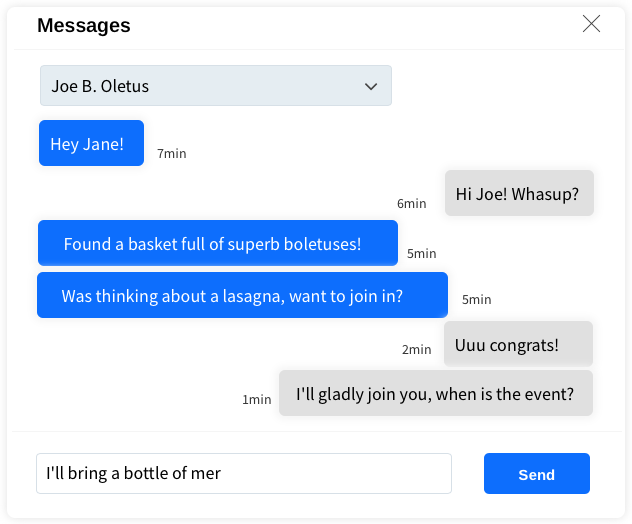 Messages
Joe B. Oletus
Hey Jane!
7min
6min
Hi Joe! Whasup?
Found a basket full of superb boletuses!
5min
Was thinking about a lasagna, want to join in?
5min
2min
Uuu congrats!
1min
I'll gladly join you, when is the event?
I'll bring a bottle of mer
Send